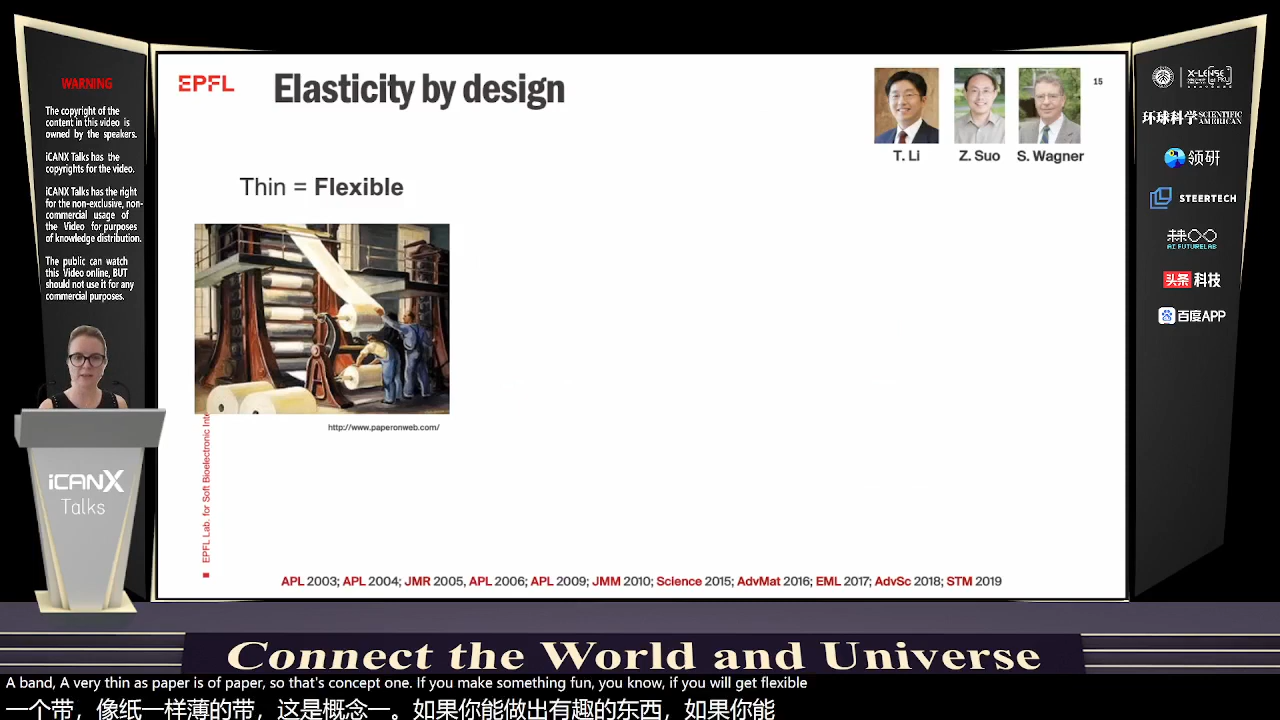 WARNING
The copyright of the
content in this video is
owned by the speakers.
iCANX Talks has the
copyrights for the video.
iCANX Talks has the right
for the non-exclusive, non-
commercial usage of
the Video for purposes
of knowledge distribution.
The public can watch
this Video online, BUT
should not use it for any
commercial purposes.
iCANX
Talks
EPFL
Elasticity by design
15
T. Li
Z. Suo
S. Wagner
Thin = Flexible
http://www.paperonweb.com/
EPFL Lab. for Soft Bioelectronic Inte
APL 2003; APL 2004; JMR 2005, APL 2006; APL 2009; JMM 2010; Science 2015; AdvMat 2016; EML 2017; AdvSc 2018; STM 2019
环球科学 SCIENTIFIC AMERICAN
领研
STEERTECH
AI FUTURELAB
头条 科技
百度APP
Connect the World and Universe
A band, A very thin as paper is of paper, so that's concept one. If you make something fun, you know, if you will get flexible
一个带，像纸一样薄的带，这是概念一。如果你能做出有趣的东西，如果你能